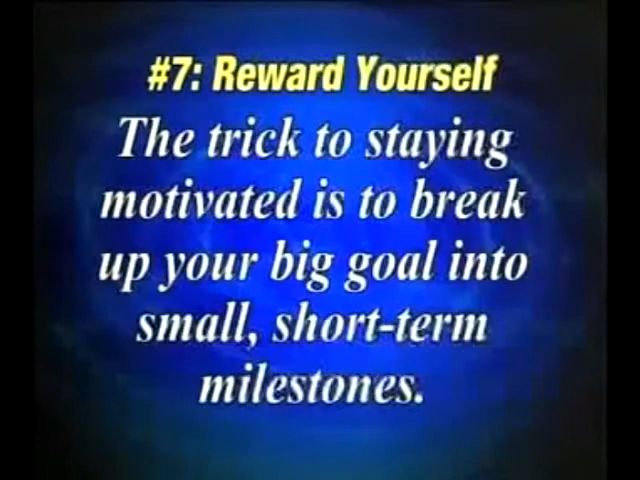 #7: Reward Yourself
The trick to staying
motivated is to break
up your big goal into
small, short-term
milestones.